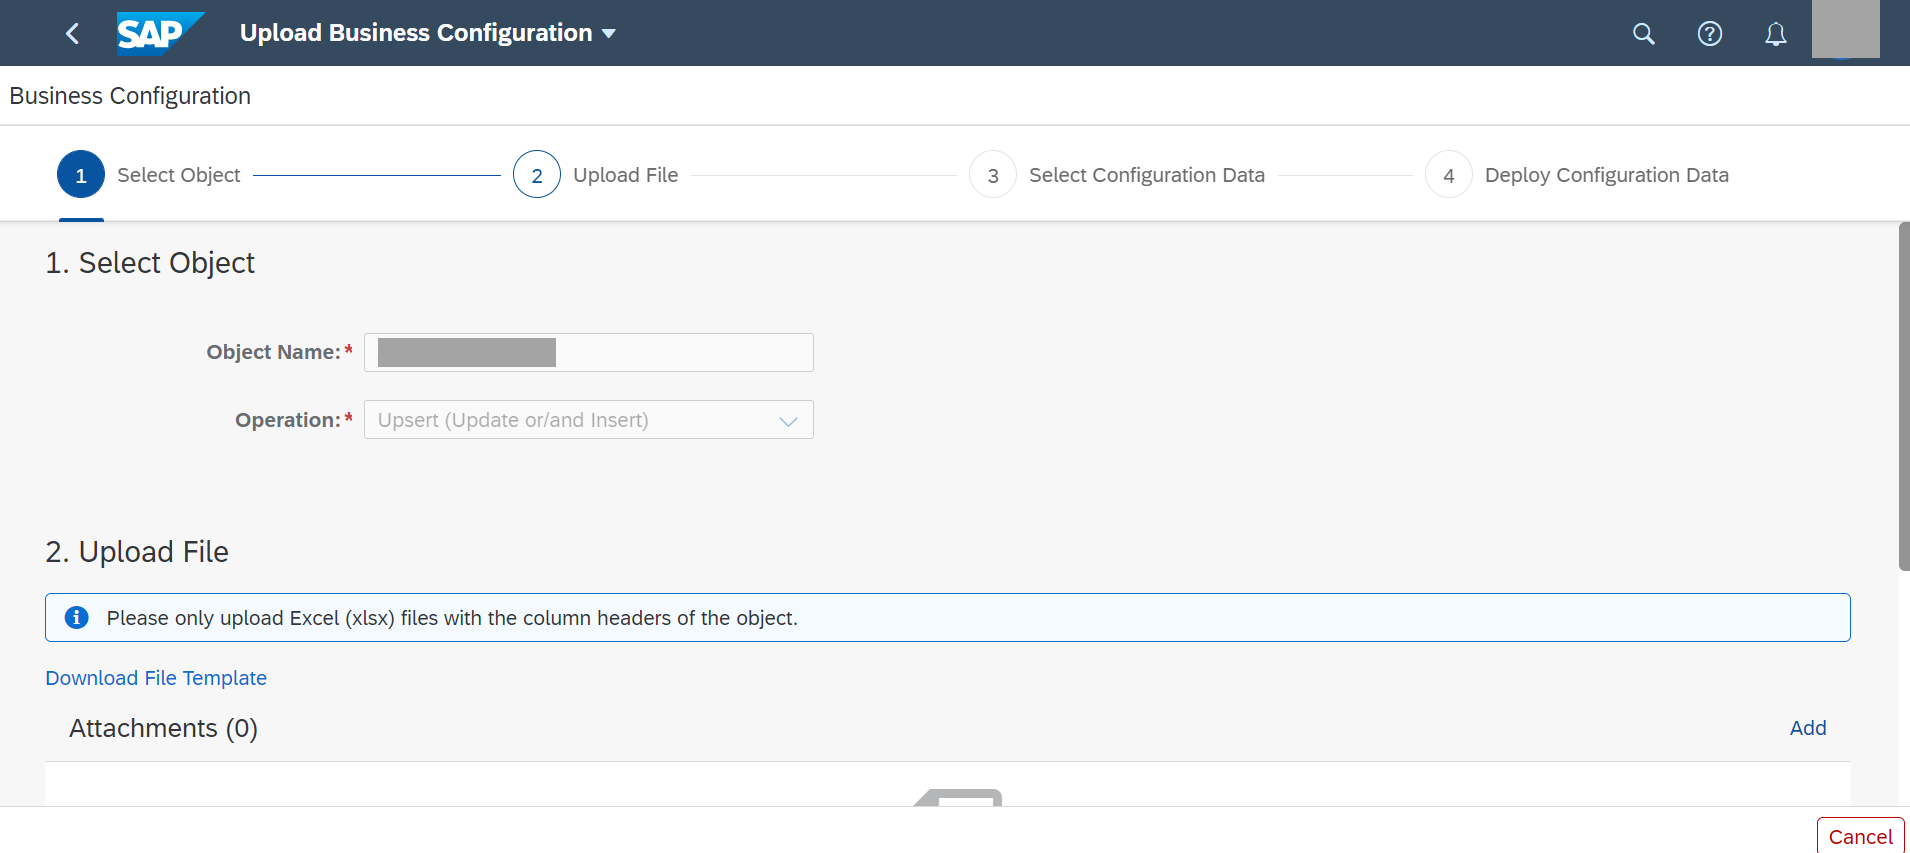 SAP Upload Business Configuration
Business Configuration
1 Select Object 2 Upload File 3 Select Configuration Data 4 Deploy Configuration Data
1. Select Object
Object Name:*
Operation:* Upsert (Update or/and Insert)
2. Upload File
Please only upload Excel (xlsx) files with the column headers of the object.
Download File Template
Attachments (0) Add
Cancel